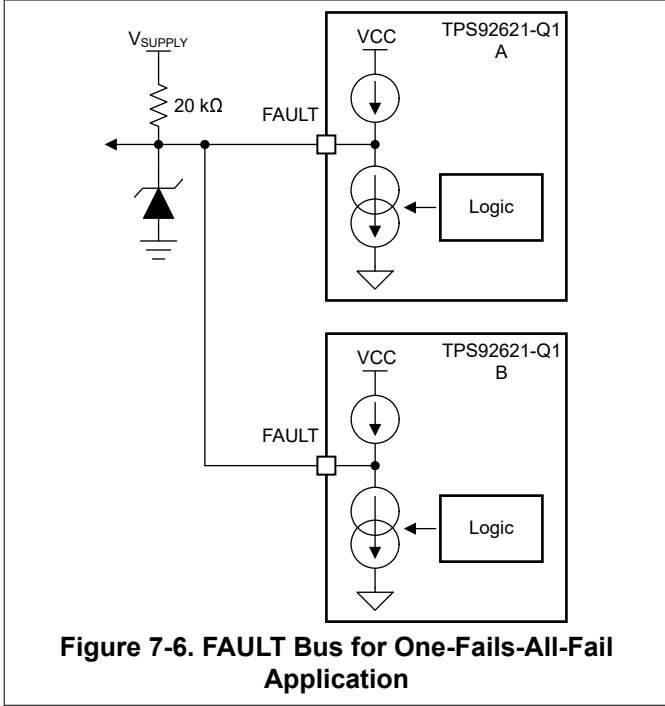 V_SUPPLY
20 kΩ
FAULT
VCC
TPS92621-Q1
A
Logic
FAULT
VCC
TPS92621-Q1
B
Logic
Figure 7-6. FAULT Bus for One-Fails-All-Fail
Application